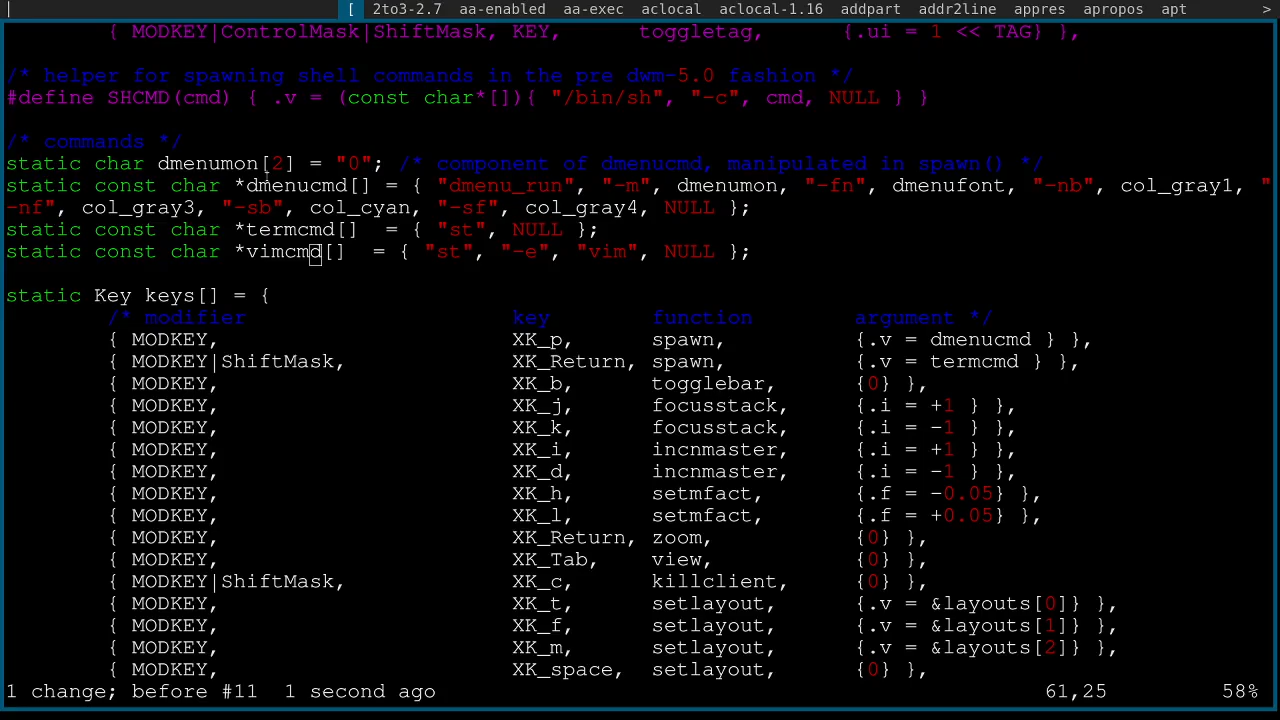 [ 2to3-2.7 aa-enabled aa-exec aclocal aclocal-1.16 addpart addr2line appres apropos apt >
{ MODKEY|ControlMask|ShiftMask, KEY, toggletag, {.ui = 1 << TAG} },
/* helper for spawning shell commands in the pre dwm-5.0 fashion */
#define SHCMD(cmd) { .v = (const char*[]){ "/bin/sh", "-c", cmd, NULL } }
/* commands */
static char dmenumon[2] = "0"; /* component of dmenucmd, manipulated in spawn() */
static const char *dmenucmd[] = { "dmenu_run", "-m", dmenumon, "-fn", dmenufont, "-nb", col_gray1, "
-nf", col_gray3, "-sb", col_cyan, "-sf", col_gray4, NULL };
static const char *termcmd[]  = { "st", NULL };
static const char *vimcmd[]  = { "st", "-e", "vim", NULL };
static Key keys[] = {
/* modifier key function argument */
{ MODKEY, XK_p, spawn, {.v = dmenucmd } },
{ MODKEY|ShiftMask, XK_Return, spawn, {.v = termcmd } },
{ MODKEY, XK_b, togglebar, {0} },
{ MODKEY, XK_j, focusstack, {.i = +1 } },
{ MODKEY, XK_k, focusstack, {.i = -1 } },
{ MODKEY, XK_i, incnmaster, {.i = +1 } },
{ MODKEY, XK_d, incnmaster, {.i = -1 } },
{ MODKEY, XK_h, setmfact, {.f = -0.05} },
{ MODKEY, XK_l, setmfact, {.f = +0.05} },
{ MODKEY, XK_Return, zoom, {0} },
{ MODKEY, XK_Tab, view, {0} },
{ MODKEY|ShiftMask, XK_c, killclient, {0} },
{ MODKEY, XK_t, setlayout, {.v = &layouts[0]} },
{ MODKEY, XK_f, setlayout, {.v = &layouts[1]} },
{ MODKEY, XK_m, setlayout, {.v = &layouts[2]} },
{ MODKEY, XK_space, setlayout, {0} },
1 change; before #11  1 second ago 61,25 58%